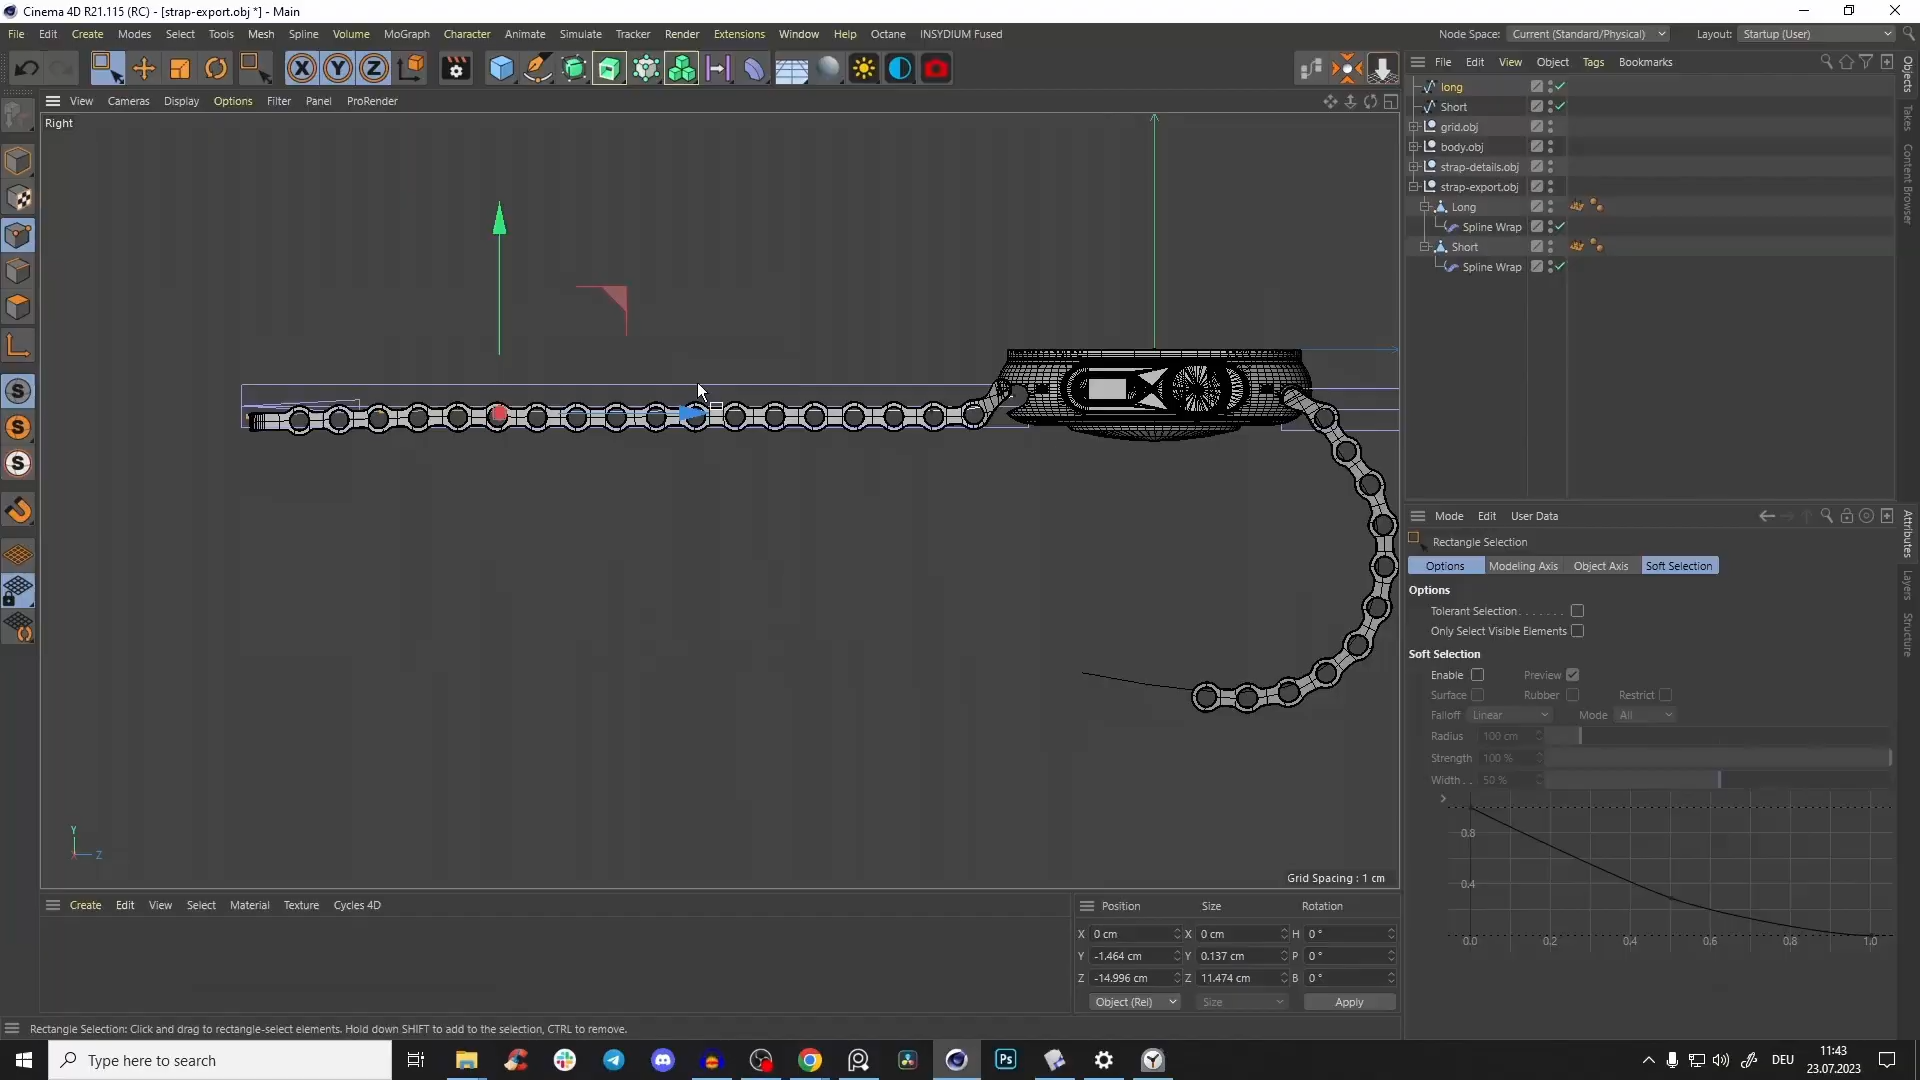 Cinema 4D R21.115 (RC) - [strap-export.obj *] - Main
File Edit Create Modes Select Tools Mesh Spline Volume MoGraph Character Animate Simulate Tracker Render Extensions Window Help Octane INSYDIUM Fused
Node Space: Current (Standard/Physical) Layout: Startup (User)
X Y Z
File Edit View Object Tags Bookmarks
View Cameras Display Options Filter Panel ProRender
Right
long
Short
grid.obj
body.obj
strap-details.obj
strap-export.obj
Long
Spline Wrap
Short
Spline Wrap
Objects
Takes
Content Browser
S
S
S
Mode Edit User Data
Rectangle Selection
Options Modeling Axis Object Axis Soft Selection
Options
Tolerant Selection . . . . . . .
Only Select Visible Elements
Soft Selection
Enable Preview
Surface Rubber Restrict
Falloff Linear Mode All
Radius 100 cm
Strength 100 %
Width . . 50 %
0.8
0.4
0.0 0.2 0.4 0.6 0.8 1.0
Attributes
Layers
Structure
Y
Z
Grid Spacing : 1 cm
Create Edit View Select Material Texture Cycles 4D
Position Size Rotation
X 0 cm X 0 cm H 0 °
Y -1.464 cm Y 0.137 cm P 0 °
Z -14.996 cm Z 11.474 cm B 0 °
Object (Rel) Size Apply
Rectangle Selection: Click and drag to rectangle-select elements. Hold down SHIFT to add to the selection, CTRL to remove.
Type here to search
Ps
DEU
11:43
23.07.2023